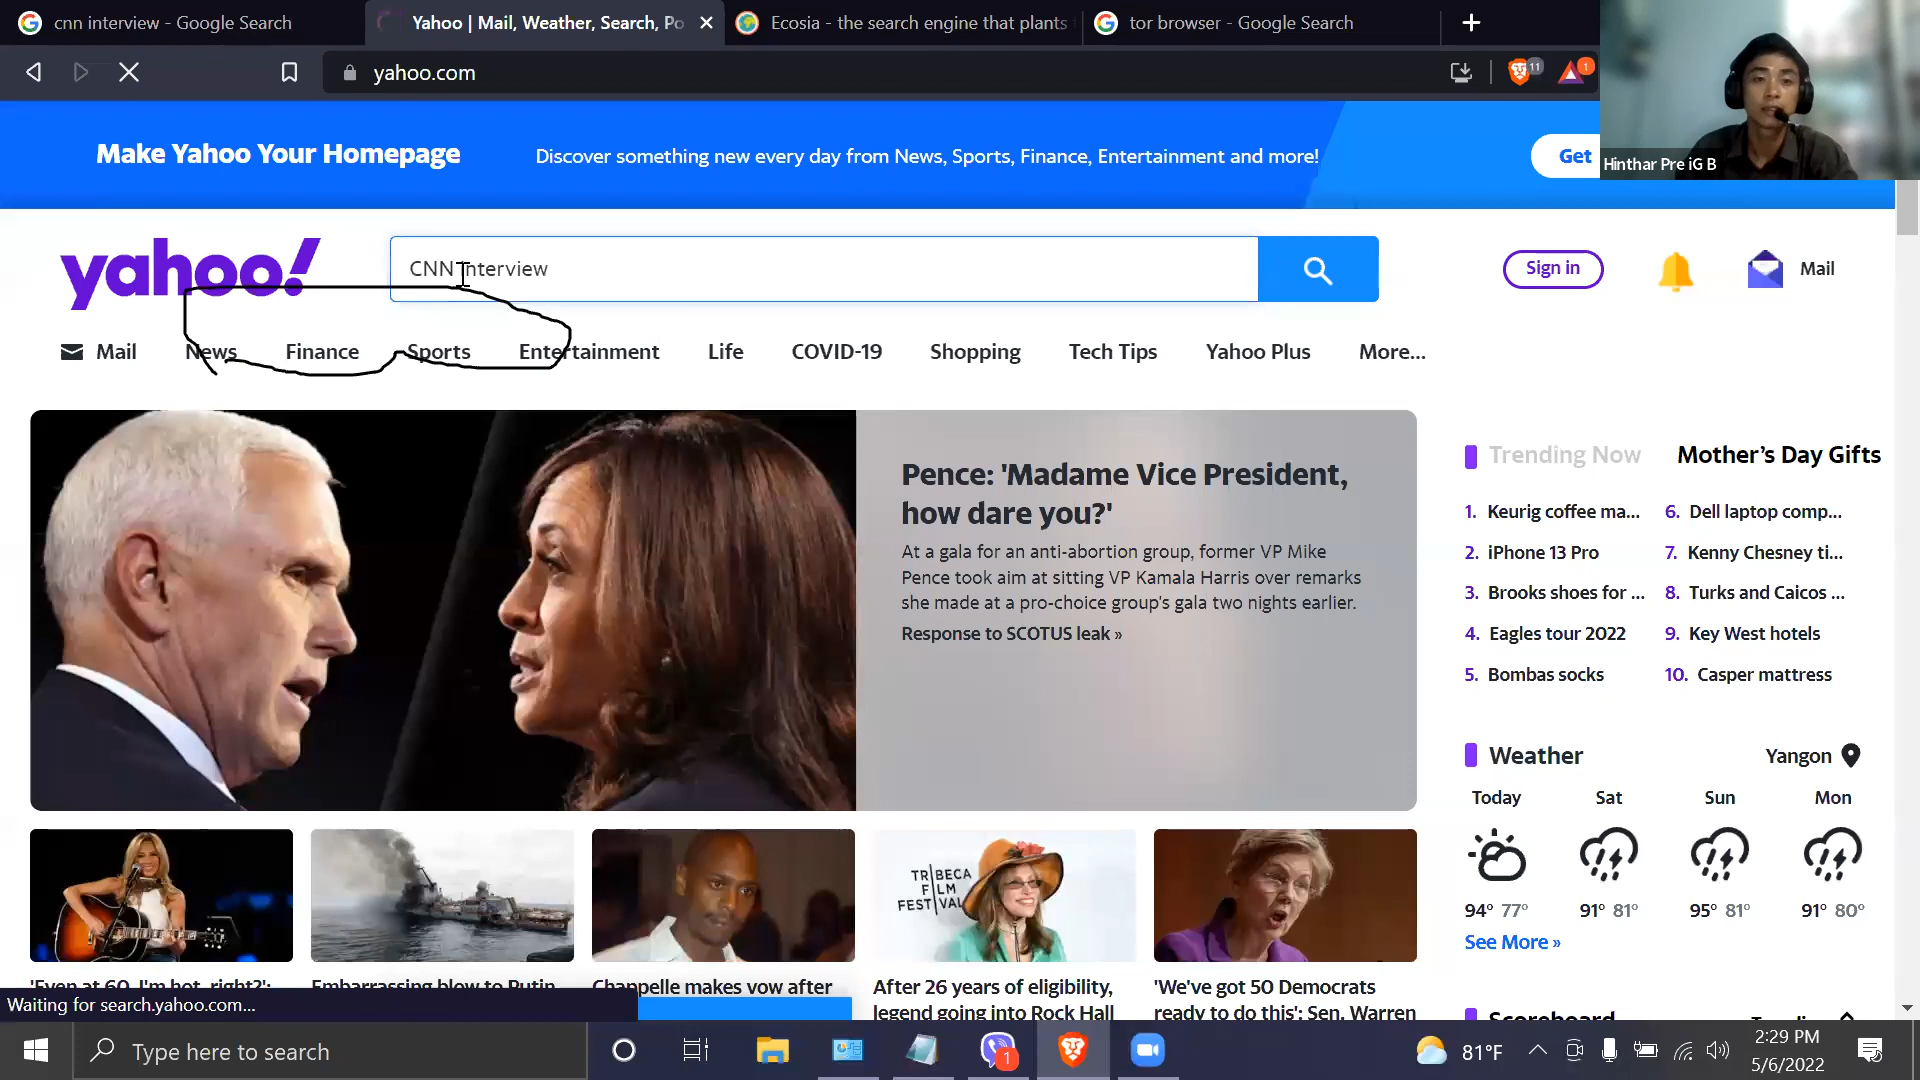 cnn interview - Google Search
Yahoo | Mail, Weather, Search, Po
Ecosia - the search engine that plants
tor browser - Google Search
yahoo.com
11
1
Hinthar Pre iG B
Make Yahoo Your Homepage
Discover something new every day from News, Sports, Finance, Entertainment and more!
Get
yahoo!
CNN interview
Sign in
Mail
Mail
News
Finance
Sports
Entertainment
Life
COVID-19
Shopping
Tech Tips
Yahoo Plus
More...
Pence: 'Madame Vice President,
how dare you?'
At a gala for an anti-abortion group, former VP Mike
Pence took aim at sitting VP Kamala Harris over remarks
she made at a pro-choice group's gala two nights earlier.
Response to SCOTUS leak »
Trending Now
Mother's Day Gifts
1. Keurig coffee ma...
2. iPhone 13 Pro
3. Brooks shoes for ...
4. Eagles tour 2022
5. Bombas socks
6. Dell laptop comp...
7. Kenny Chesney ti...
8. Turks and Caicos ...
9. Key West hotels
10. Casper mattress
Weather
Yangon
Today Sat Sun Mon
94° 77° 91° 81° 95° 81° 91° 80°
See More »
TRIBECA
FILM
FESTIVAL
'Even at 60, I'm hot, right?':
Embarrassing blow to Putin
Chappelle makes vow after
After 26 years of eligibility,
legend going into Rock Hall
'We've got 50 Democrats
ready to do this': Sen. Warren
Scoreboard
Trending
Waiting for search.yahoo.com...
Type here to search
1
81°F
2:29 PM
5/6/2022